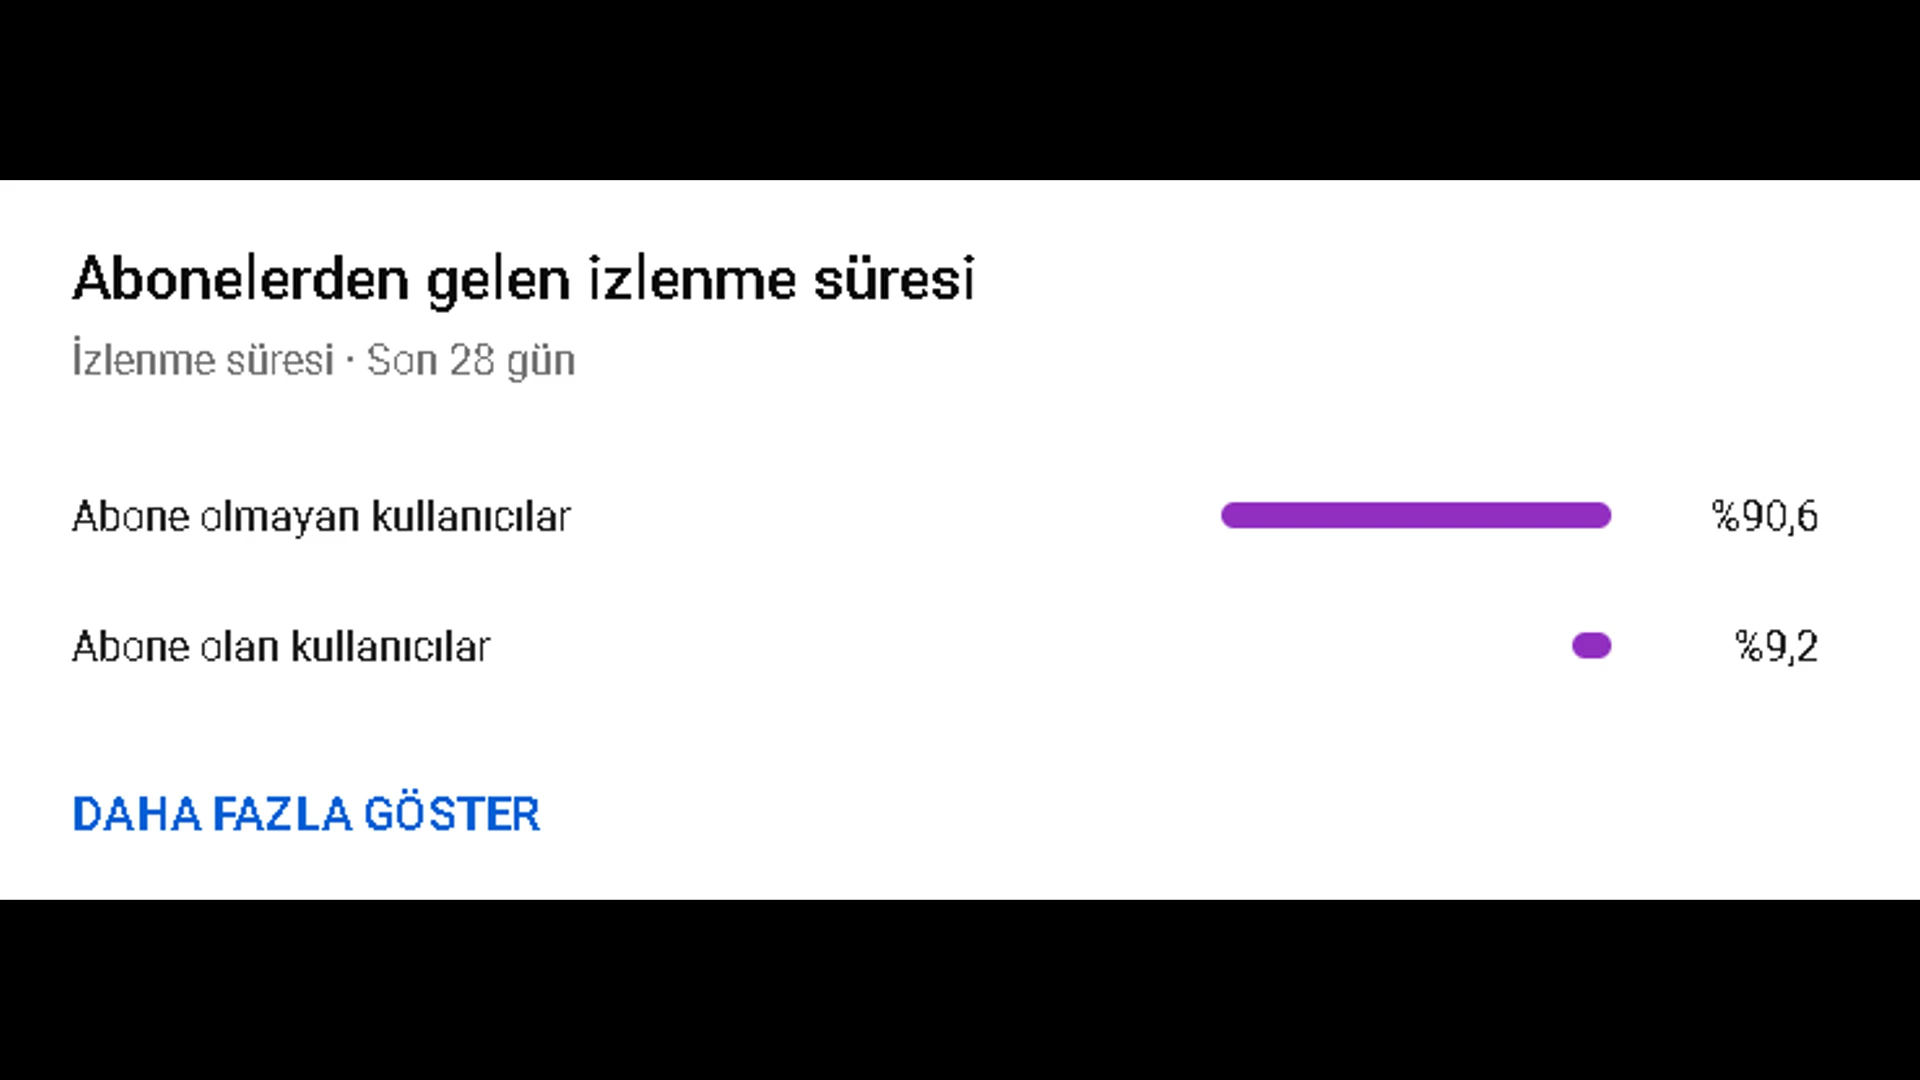 Abonelerden gelen izlenme süresi
İzlenme süresi · Son 28 gün
Abone olmayan kullanıcılar %90,6
Abone olan kullanıcılar %9,2
DAHA FAZLA GÖSTER